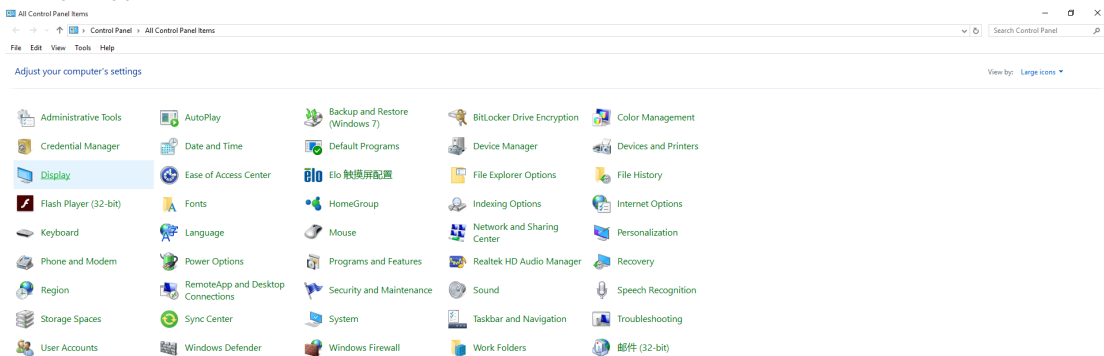 All Control Panel Items
Control Panel > All Control Panel Items
Search Control Panel
File Edit View Tools Help
Adjust your computer's settings
View by: Large icons
Administrative Tools
AutoPlay
Backup and Restore
(Windows 7)
BitLocker Drive Encryption
Color Management
Credential Manager
Date and Time
Default Programs
Device Manager
Devices and Printers
Display
Ease of Access Center
elo
Elo 触摸屏配置
File Explorer Options
File History
Flash Player (32-bit)
Fonts
HomeGroup
Indexing Options
Internet Options
Keyboard
Language
Mouse
Network and Sharing
Center
Personalization
Phone and Modem
Power Options
Programs and Features
Realtek HD Audio Manager
Recovery
Region
RemoteApp and Desktop
Connections
Security and Maintenance
Sound
Speech Recognition
Storage Spaces
Sync Center
System
Taskbar and Navigation
Troubleshooting
User Accounts
Windows Defender
Windows Firewall
Work Folders
邮件 (32-bit)